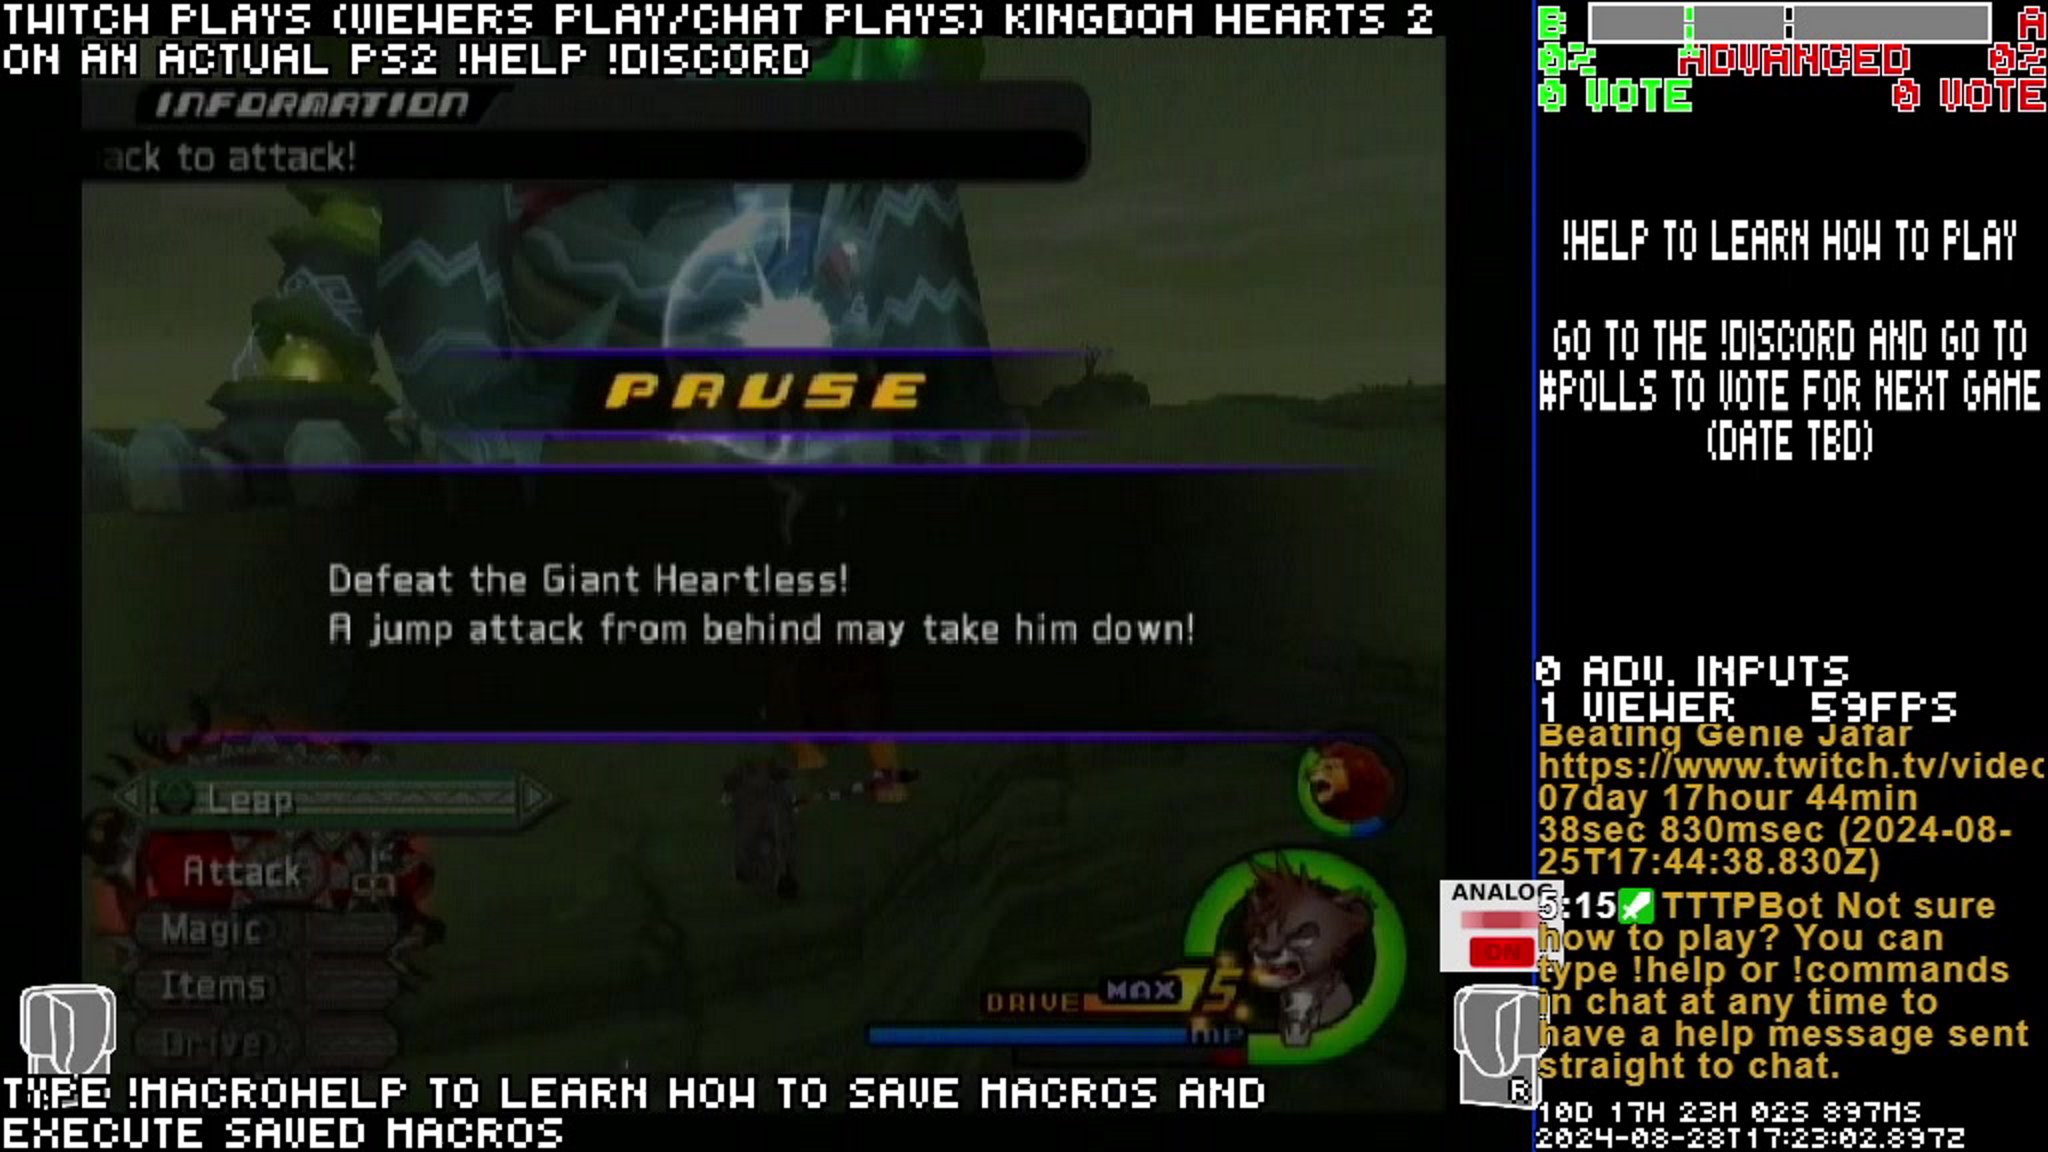 TWITCH PLAYS (VIEWERS PLAY/CHAT PLAYS) KINGDOM HEARTS 2
ON AN ACTUAL PS2 !HELP !DISCORD
INFORMATION
ack to attack!
PAUSE
Defeat the Giant Heartless!
A jump attack from behind may take him down!
Leap
Attack
Magic
Items
Drive
DRIVE MAX 5
MP
TYPE !MACROHELP TO LEARN HOW TO SAVE MACROS AND
EXECUTE SAVED MACROS
ANALOG
ON
R
B A
0% ADVANCED 0%
0 VOTE 0 VOTE
!HELP TO LEARN HOW TO PLAY
GO TO THE !DISCORD AND GO TO
#POLLS TO VOTE FOR NEXT GAME
(DATE TBD)
0 ADV. INPUTS
1 VIEWER 59FPS
Beating Genie Jafar
https://www.twitch.tv/videc
07day 17hour 44min
38sec 830msec (2024-08-
25T17:44:38.830Z)
5:15 TTTPBot Not sure
how to play? You can
type !help or !commands
in chat at any time to
have a help message sent
straight to chat.
10D 17H 23M 02S 897MS
2024-08-28T17:23:02.897Z